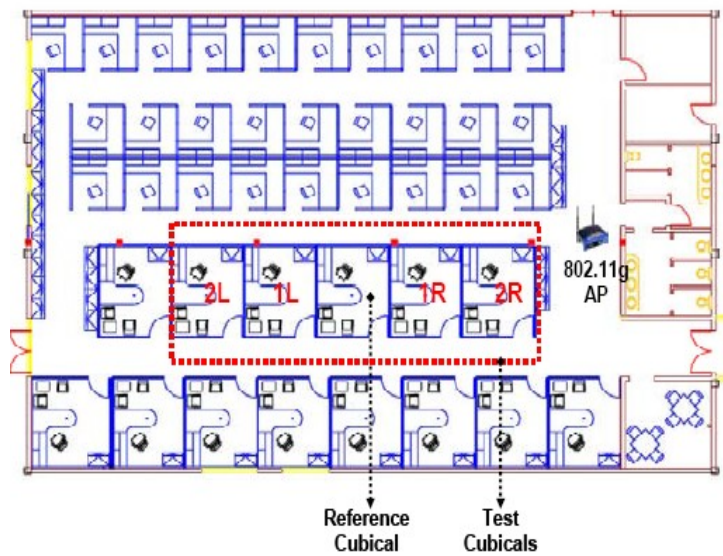 2L 1L 1R 2R
802.11g
AP
Reference
Cubical
Test
Cubicals